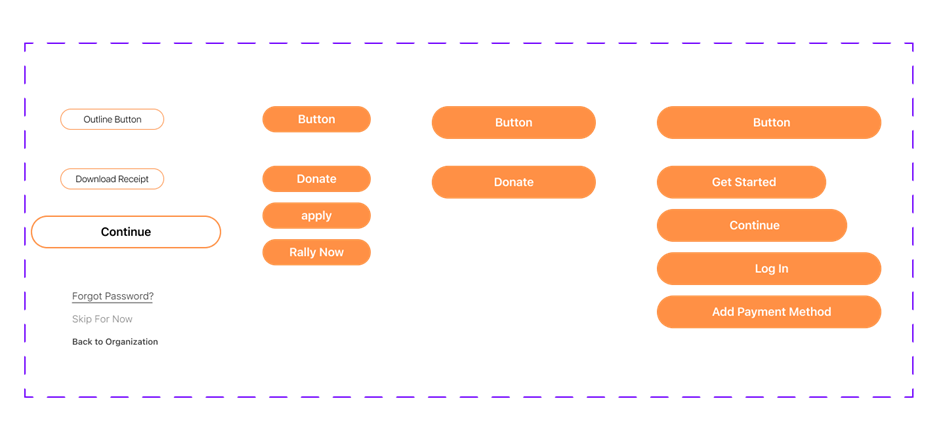 Outline Button
Button
Button
Button
Download Receipt
Donate
Donate
Get Started
Continue
apply
Continue
Rally Now
Log In
Forgot Password?
Add Payment Method
Skip For Now
Back to Organization